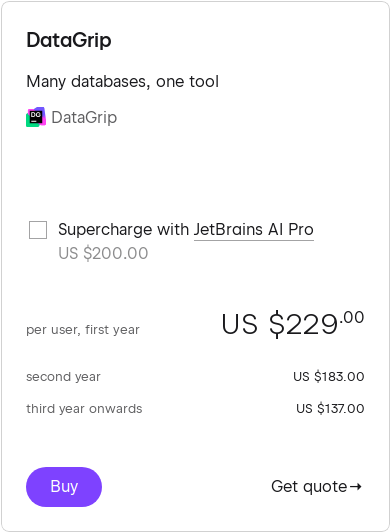 DataGrip
Many databases, one tool
DG DataGrip
Supercharge with JetBrains AI Pro
US $200.00
per user, first year US $229.00
second year US $183.00
third year onwards US $137.00
Buy Get quote→